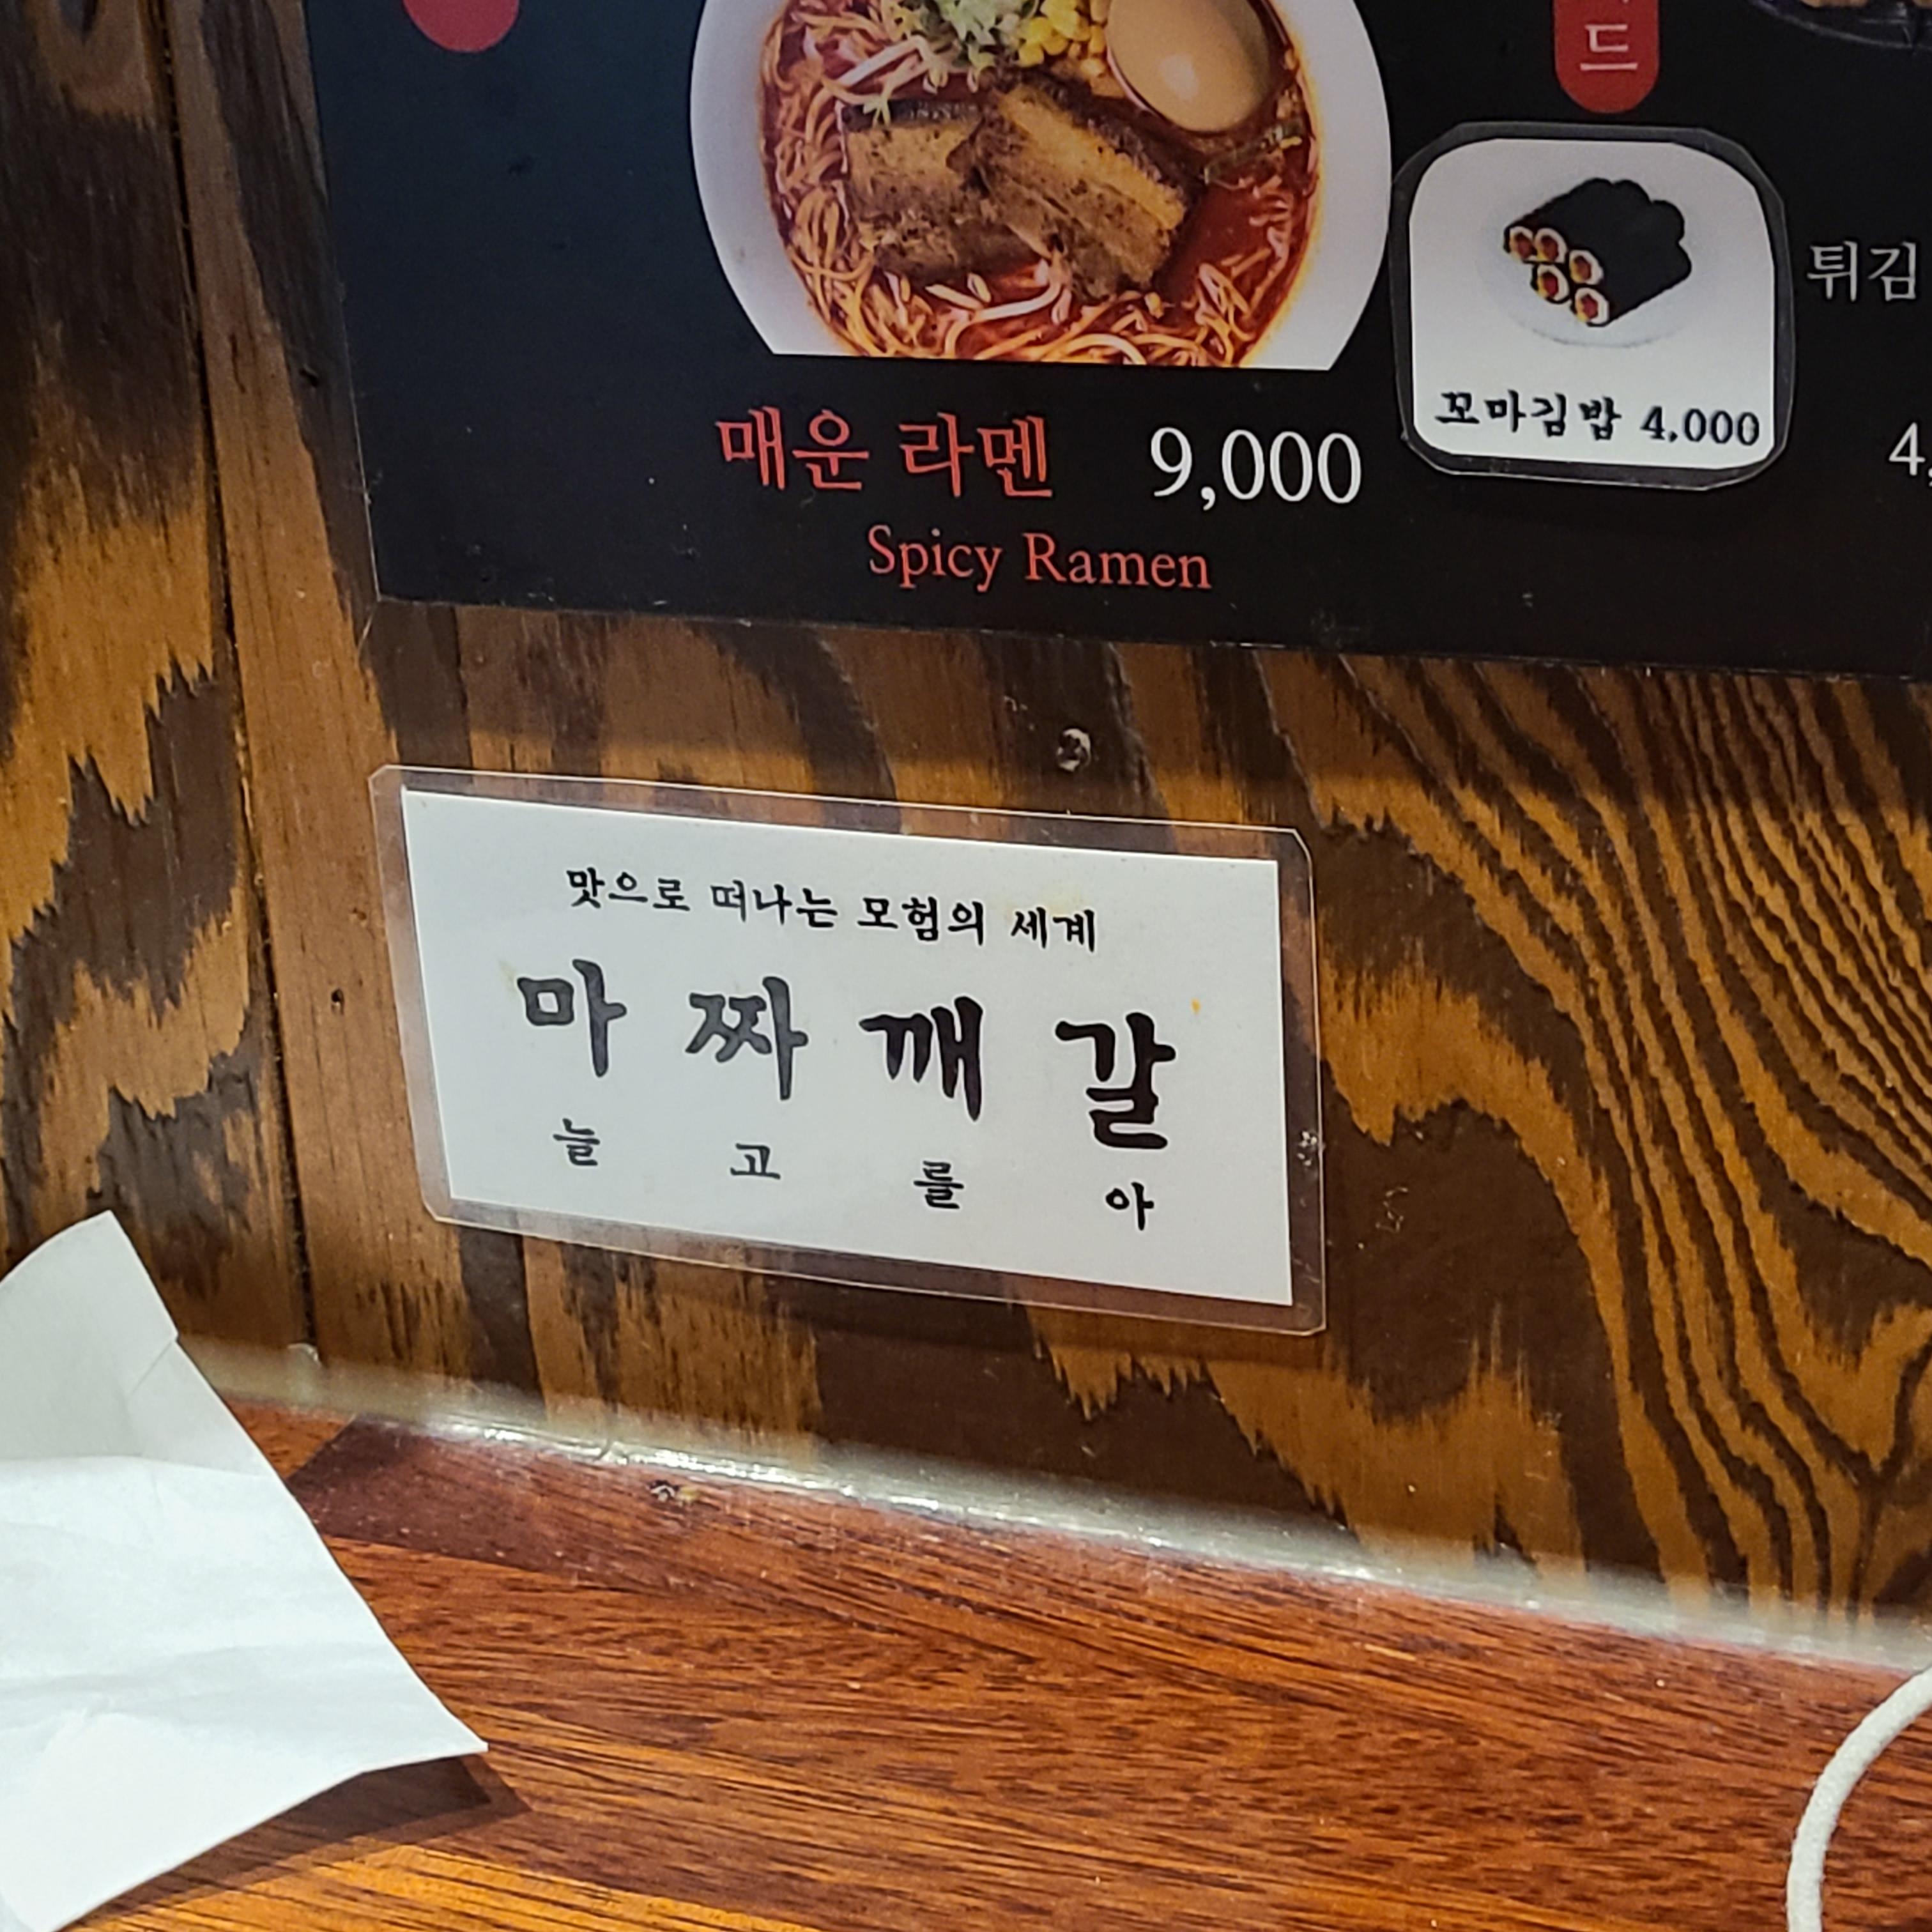 드
튀김
꼬마김밥 4,000
매운 라멘 9,000
Spicy Ramen
맛으로 떠나는 모험의 세계
마 짜 깨 갈
늘 고 를 아